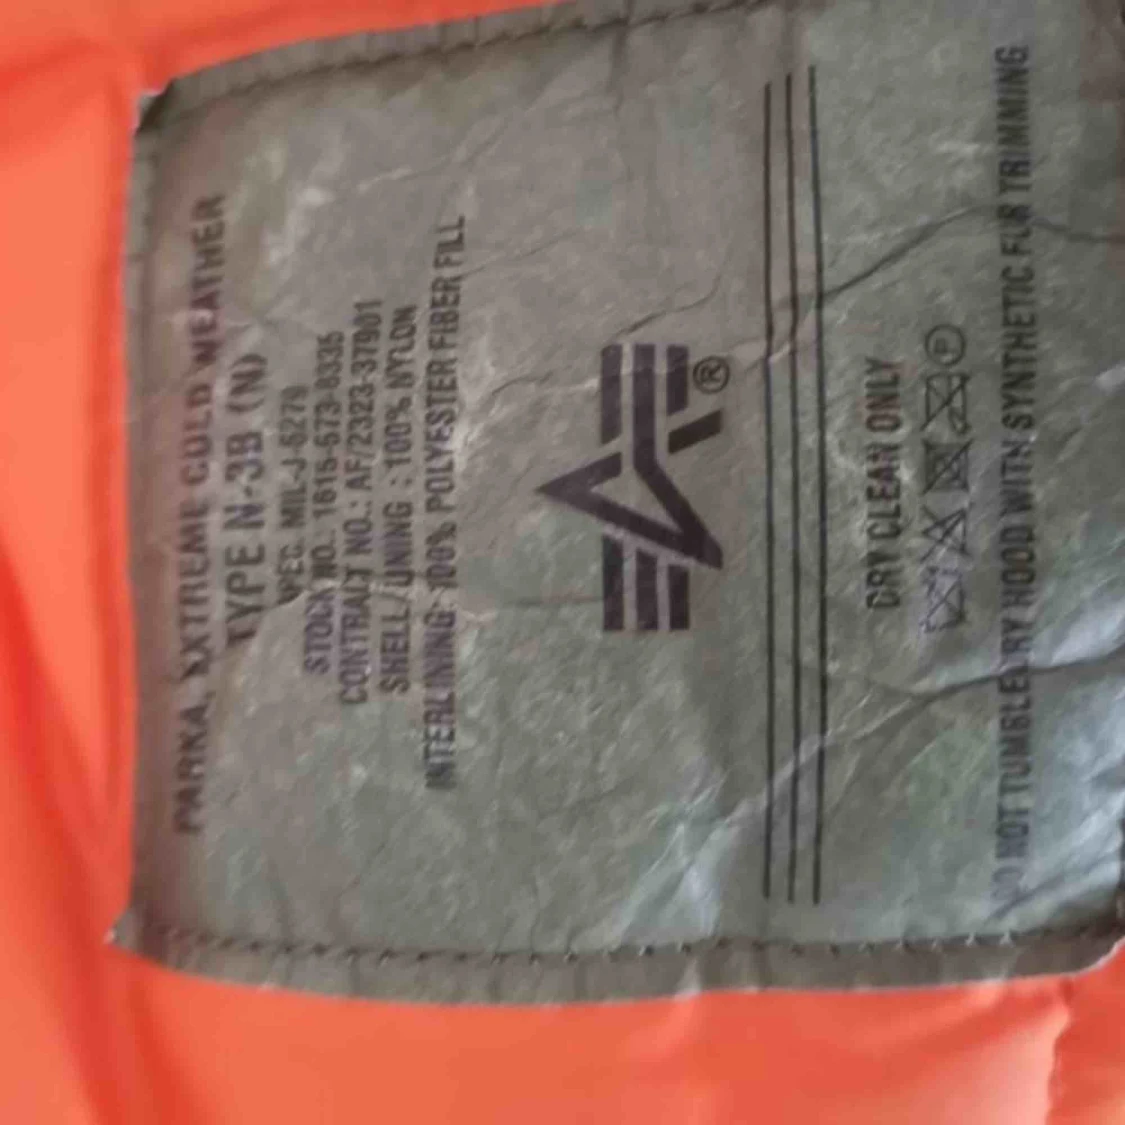 PARKA, EXTREME COLD WEATHER
TYPE N-3B (N)
SPEC. MIL-J-6279
STOCK NO.: 1615-573-8335
CONTRACT NO.: AF/2323-37901
SHELL/LINING : 100% NYLON
INTERLINING: 100% POLYESTER FIBER FILL
®
DRY CLEAN ONLY
P
DO NOT TUMBLE DRY HOOD WITH SYNTHETIC FUR TRIMMING